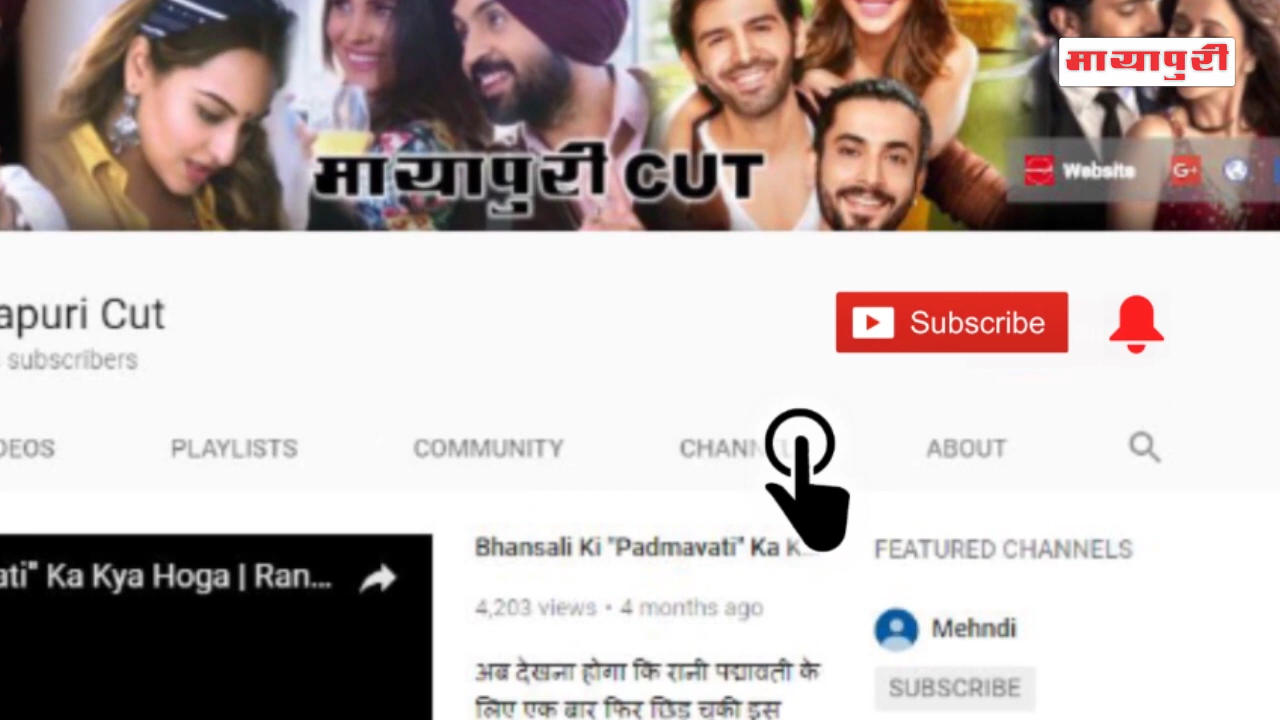 मायापुरी
मायापुरी CUT
Website
G+
apuri Cut
subscribers
Subscribe
DEOS
PLAYLISTS
COMMUNITY
CHANNEL
ABOUT
Bhansali Ki "Padmavati" Ka K...
FEATURED CHANNELS
ati" Ka Kya Hoga | Ran...
4,203 views • 4 months ago
Mehndi
अब देखना होगा कि रानी पद्मावती के
SUBSCRIBE
लिए एक बार फिर छिड़ चुकी इस